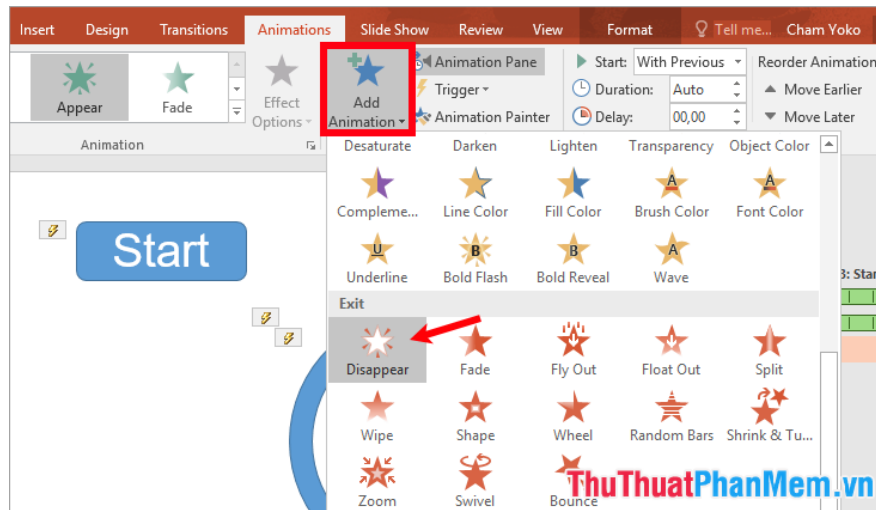 Insert Design Transitions Animations Slide Show Review View Format Tell me... Cham Yoko
Appear Fade
Effect Options
Add Animation
Animation Pane
Trigger
Animation Painter
Start: With Previous
Duration: Auto
Delay: 00,00
Reorder Animation
Move Earlier
Move Later
Animation
Desaturate Darken Lighten Transparency Object Color
Compleme... Line Color Fill Color Brush Color Font Color
Underline Bold Flash Bold Reveal Wave
Start
3: Star
Exit
Disappear Fade Fly Out Float Out Split
Wipe Shape Wheel Random Bars Shrink & Tu...
Zoom Swivel Bounce
ThuThuatPhanMem.vn